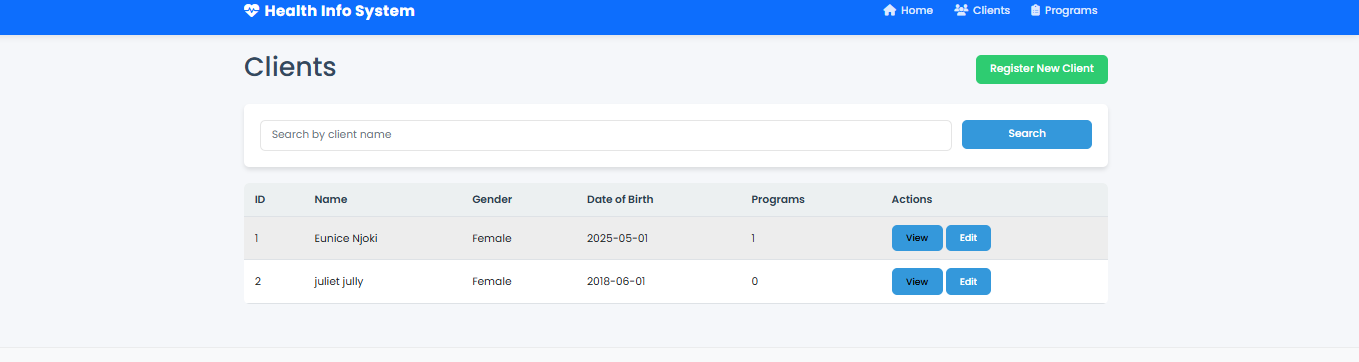 Health Info System Home Clients Programs
Clients Register New Client
Search by client name Search
ID Name Gender Date of Birth Programs Actions
1 Eunice Njoki Female 2025-05-01 1 View Edit
2 juliet jully Female 2018-06-01 0 View Edit